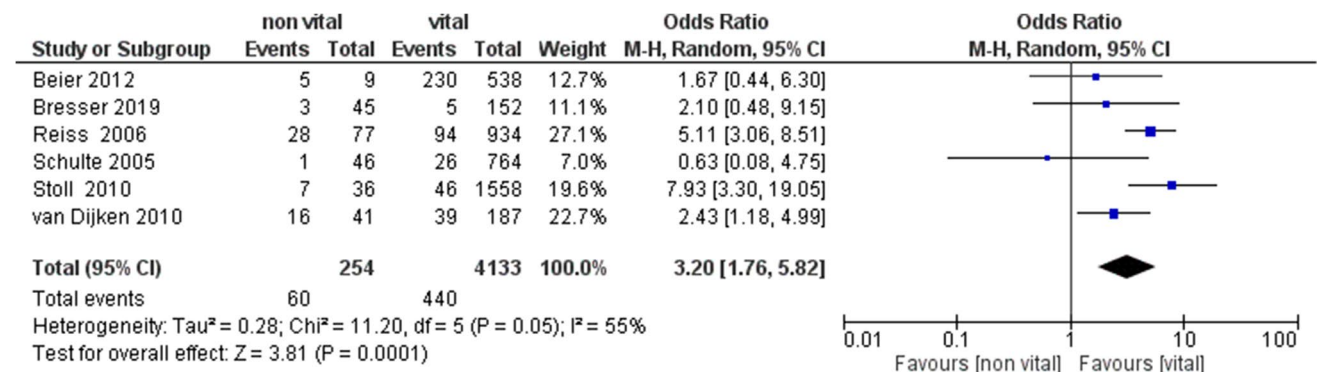 non vital vital Odds Ratio Odds Ratio
Study or Subgroup Events Total Events Total Weight M-H, Random, 95% CI M-H, Random, 95% CI
Beier 2012 5 9 230 538 12.7% 1.67 [0.44, 6.30]
Bresser 2019 3 45 5 152 11.1% 2.10 [0.48, 9.15]
Reiss 2006 28 77 94 934 27.1% 5.11 [3.06, 8.51]
Schulte 2005 1 46 26 764 7.0% 0.63 [0.08, 4.75]
Stoll 2010 7 36 46 1558 19.6% 7.93 [3.30, 19.05]
van Dijken 2010 16 41 39 187 22.7% 2.43 [1.18, 4.99]
Total (95% CI) 254 4133 100.0% 3.20 [1.76, 5.82]
Total events 60 440
Heterogeneity: Tau² = 0.28; Chi² = 11.20, df = 5 (P = 0.05); I² = 55%
Test for overall effect: Z = 3.81 (P = 0.0001)
0.01 0.1 1 10 100
Favours [non vital] Favours [vital]